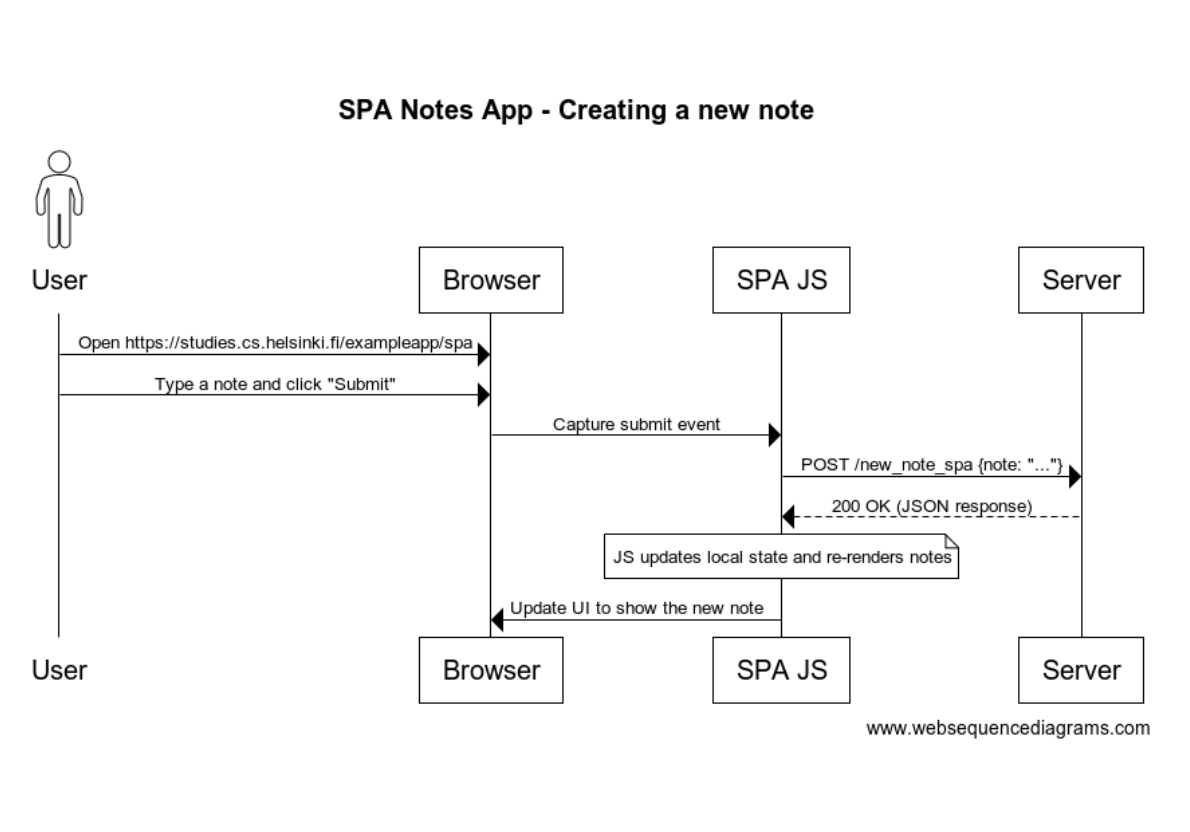 SPA Notes App - Creating a new note
User
Browser
SPA JS
Server
Open https://studies.cs.helsinki.fi/exampleapp/spa
Type a note and click "Submit"
Capture submit event
POST /new_note_spa {note: "..."}
200 OK (JSON response)
JS updates local state and re-renders notes
Update UI to show the new note
User
Browser
SPA JS
Server
www.websequencediagrams.com